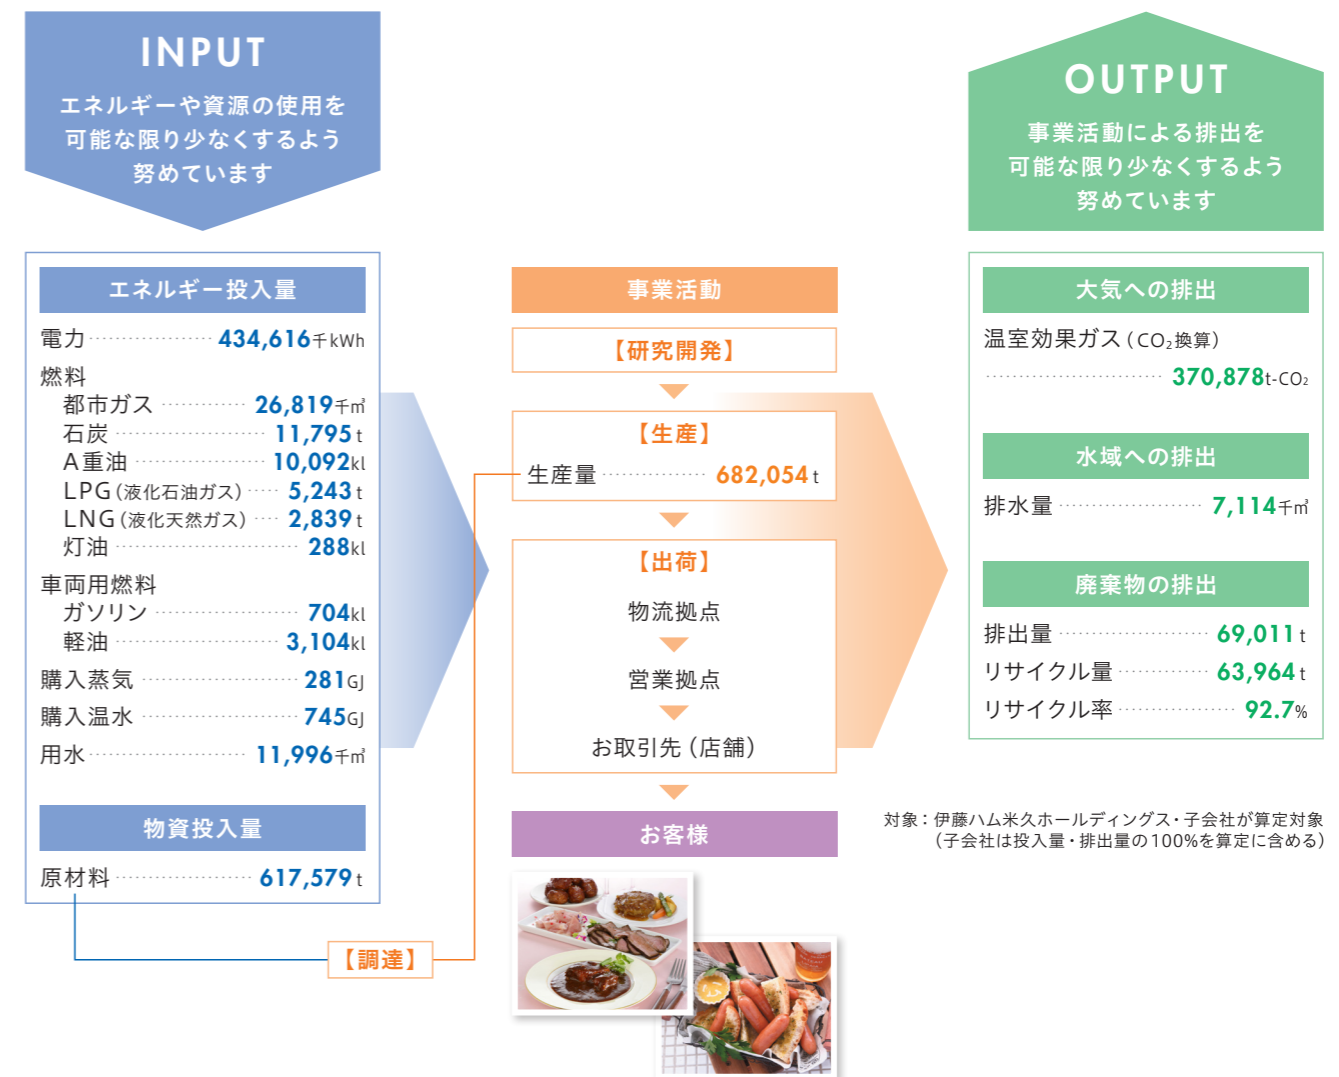 INPUT
エネルギーや資源の使用を
可能な限り少なくするよう
努めています
エネルギー投入量
電力 434,616千kWh
燃料
都市ガス 26,819千㎥
石炭 11,795 t
A重油 10,092kl
LPG(液化石油ガス) 5,243 t
LNG(液化天然ガス) 2,839 t
灯油 288kl
車両用燃料
ガソリン 704kl
軽油 3,104kl
購入蒸気 281GJ
購入温水 745GJ
用水 11,996千㎥
物資投入量
原材料 617,579 t
【調達】
事業活動
【研究開発】
【生産】
生産量 682,054 t
【出荷】
物流拠点
営業拠点
お取引先(店舗)
お客様
OUTPUT
事業活動による排出を
可能な限り少なくするよう
努めています
大気への排出
温室効果ガス(CO₂換算)
370,878t-CO₂
水域への排出
排水量 7,114千㎥
廃棄物の排出
排出量 69,011 t
リサイクル量 63,964 t
リサイクル率 92.7%
対象:伊藤ハム米久ホールディングス・子会社が算定対象
(子会社は投入量・排出量の100%を算定に含める)